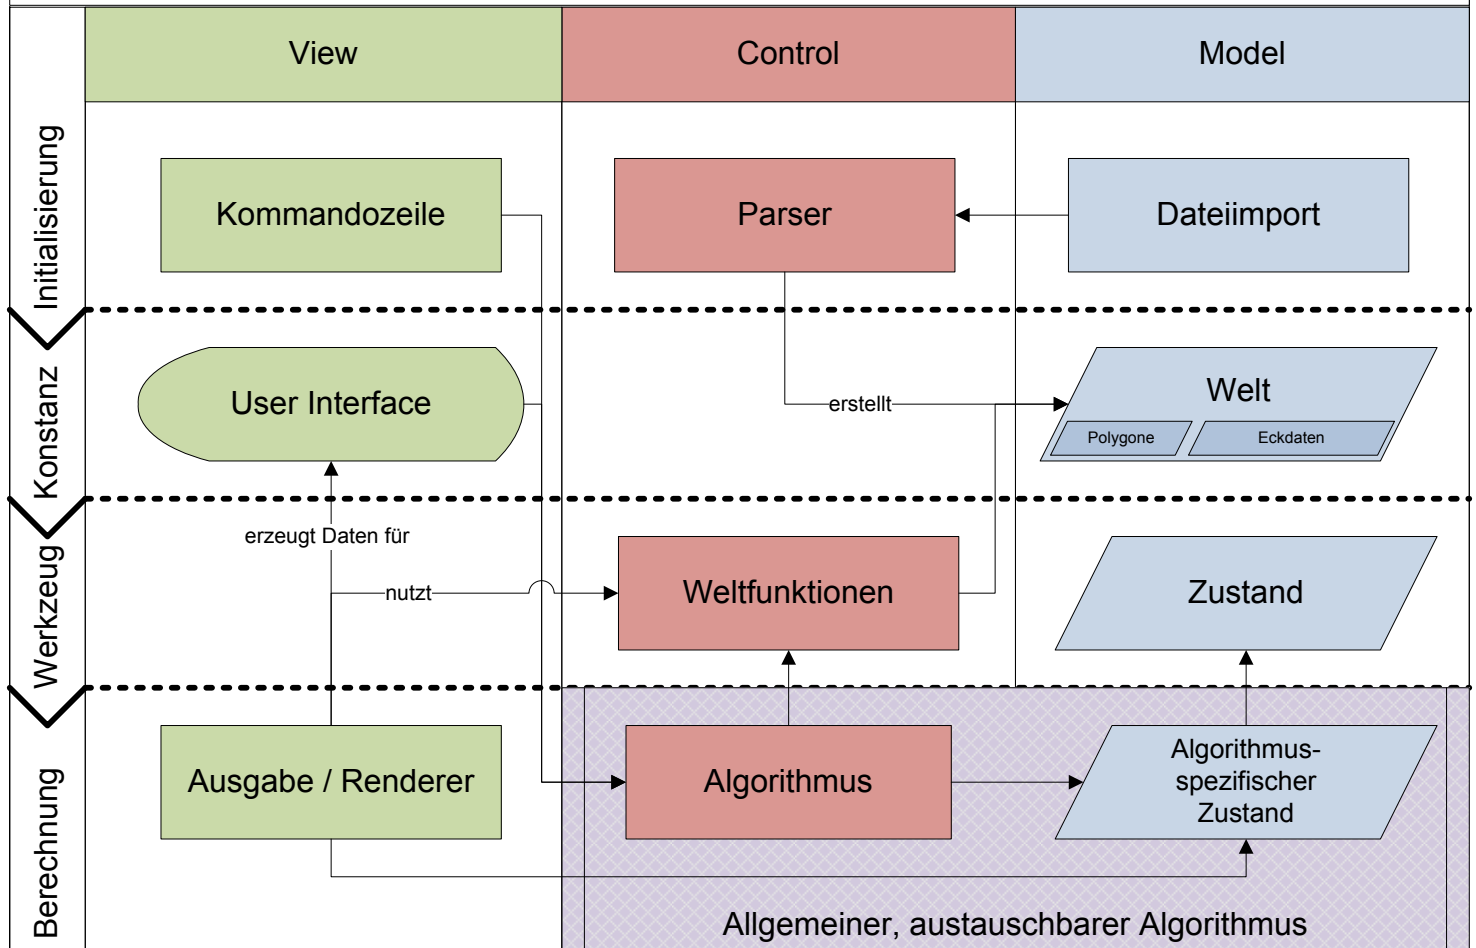 View
Control
Model
Initialisierung
Kommandozeile
Parser
Dateiimport
Konstanz
User Interface
erstellt
Welt
Polygone
Eckdaten
Werkzeug
erzeugt Daten für
nutzt
Weltfunktionen
Zustand
Berechnung
Ausgabe / Renderer
Algorithmus
Algorithmus-
spezifischer
Zustand
Allgemeiner, austauschbarer Algorithmus